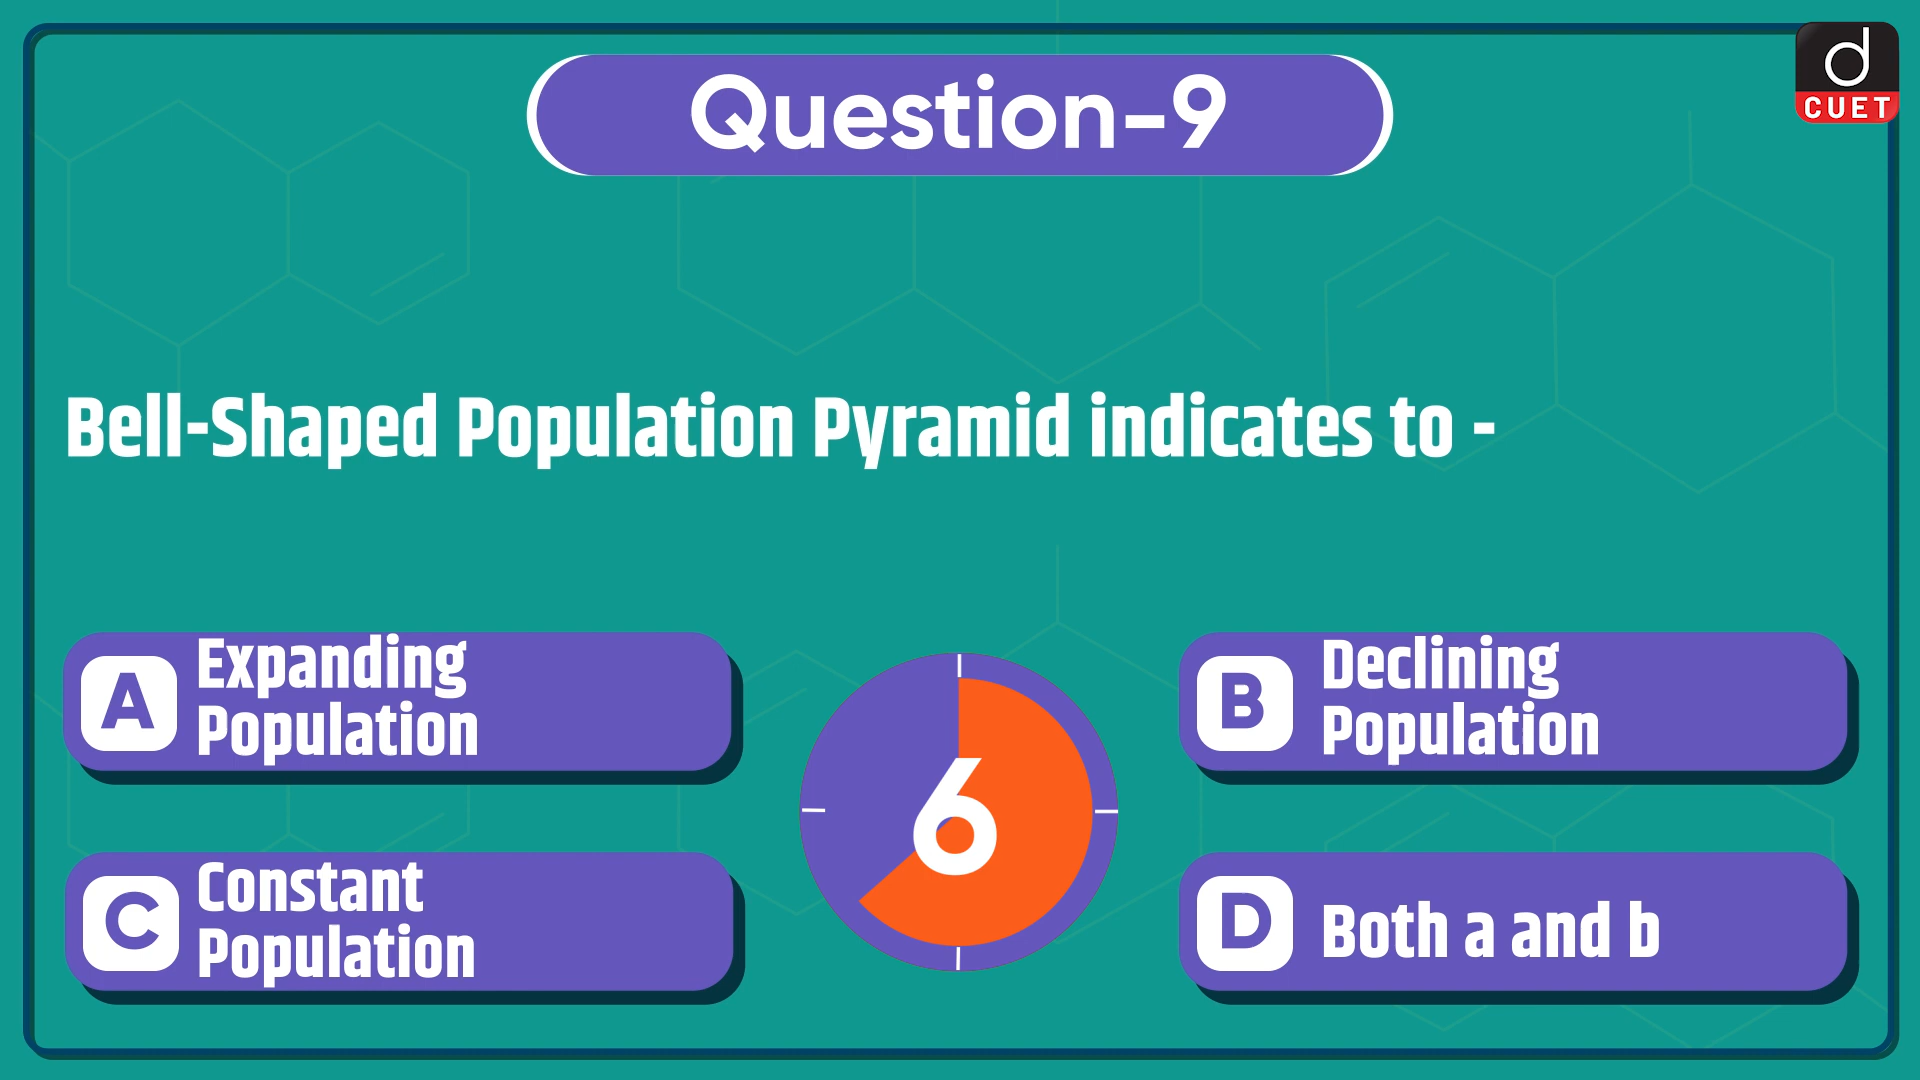 Question-9
d
CUET
Bell-Shaped Population Pyramid indicates to -
A
Expanding
Population
B
Declining
Population
6
C
Constant
Population
D
Both a and b